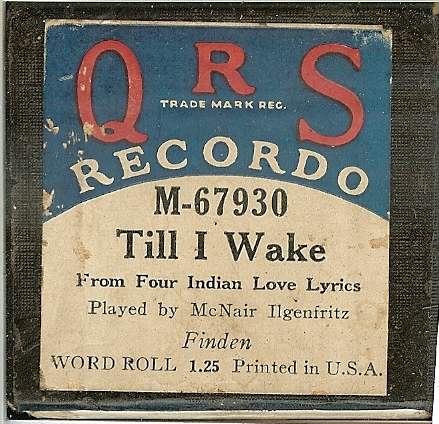 QRS
TRADE MARK REG.
RECORDO
M-67930
Till I Wake
From Four Indian Love Lyrics
Played by McNair Ilgenfritz
Finden
WORD ROLL 1.25 Printed in U.S.A.